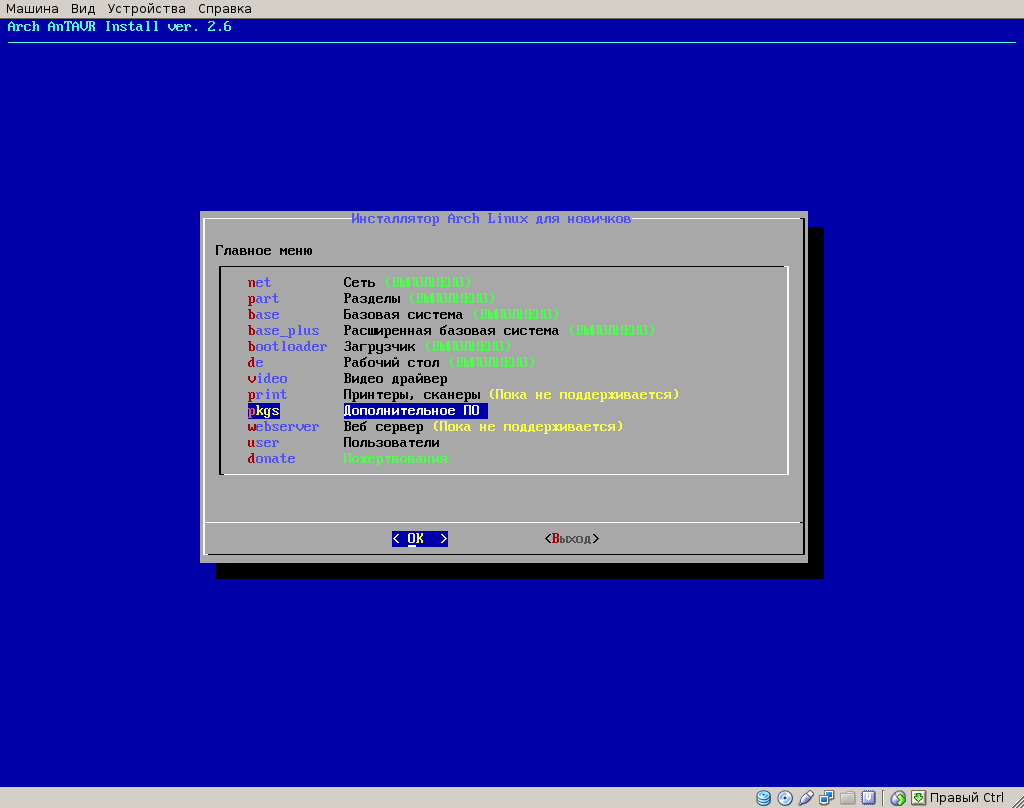 Машина Вид Устройства Справка
Arch AnTAVR Install ver. 2.6
Инсталлятор Arch Linux для новичков
Главное меню
net Сеть (ВЫПОЛНЕНО)
part Разделы (ВЫПОЛНЕНО)
base Базовая система (ВЫПОЛНЕНО)
base_plus Расширенная базовая система (ВЫПОЛНЕНО)
bootloader Загрузчик (ВЫПОЛНЕНО)
de Рабочий стол (ВЫПОЛНЕНО)
video Видео драйвер
print Принтеры, сканеры (Пока не поддерживается)
pkgs Дополнительное ПО
webserver Веб сервер (Пока не поддерживается)
user Пользователи
donate Пожертвования
< OK > <Выход>
Правый Ctrl